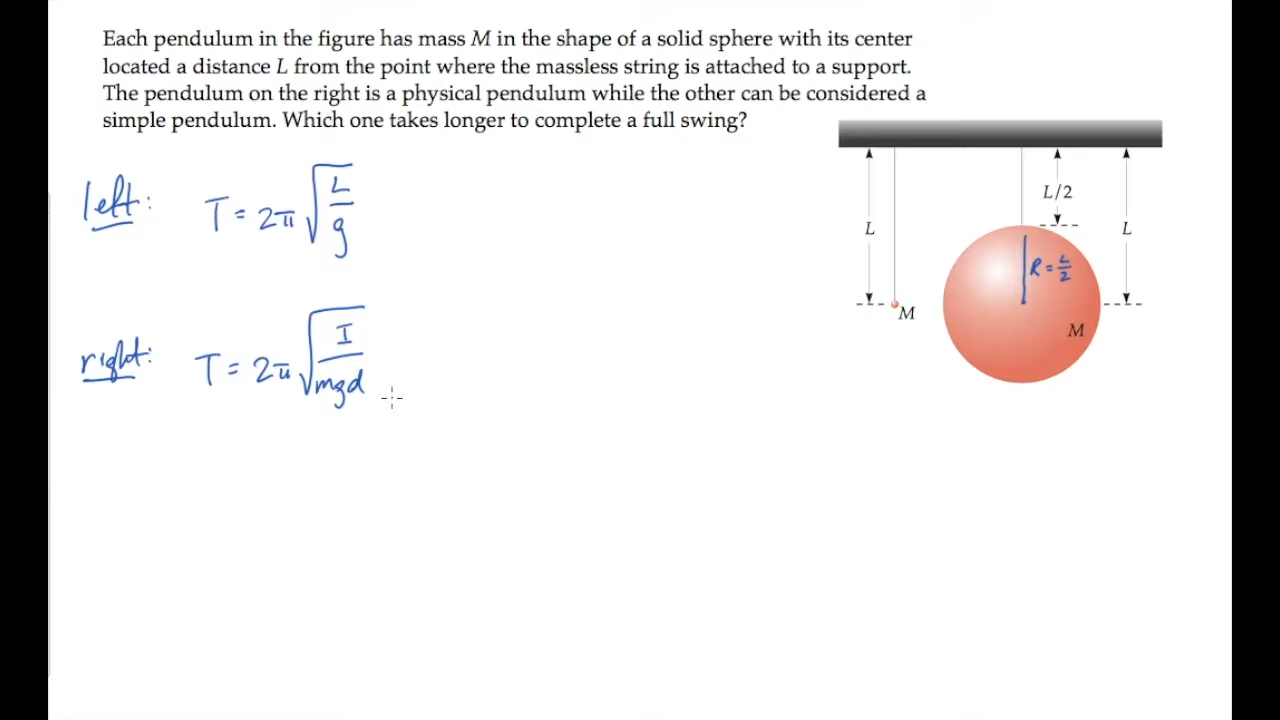 Each pendulum in the figure has mass M in the shape of a solid sphere with its center
located a distance L from the point where the massless string is attached to a support.
The pendulum on the right is a physical pendulum while the other can be considered a
simple pendulum. Which one takes longer to complete a full swing?
left: T = 2π √(L/g)
L/2
L
L
R = L/2
M
M
right: T = 2π √(I/mgd)